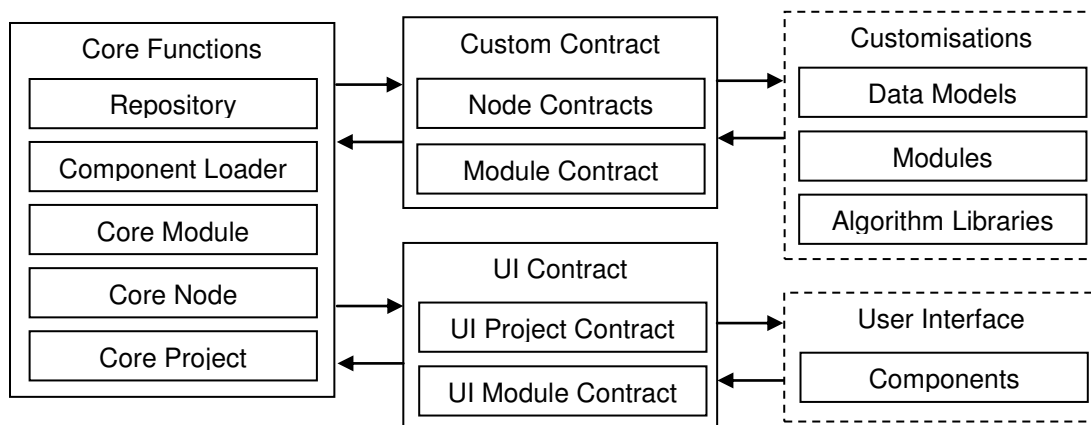 Core Functions
Repository
Component Loader
Core Module
Core Node
Core Project
Custom Contract
Node Contracts
Module Contract
UI Contract
UI Project Contract
UI Module Contract
Customisations
Data Models
Modules
Algorithm Libraries
User Interface
Components